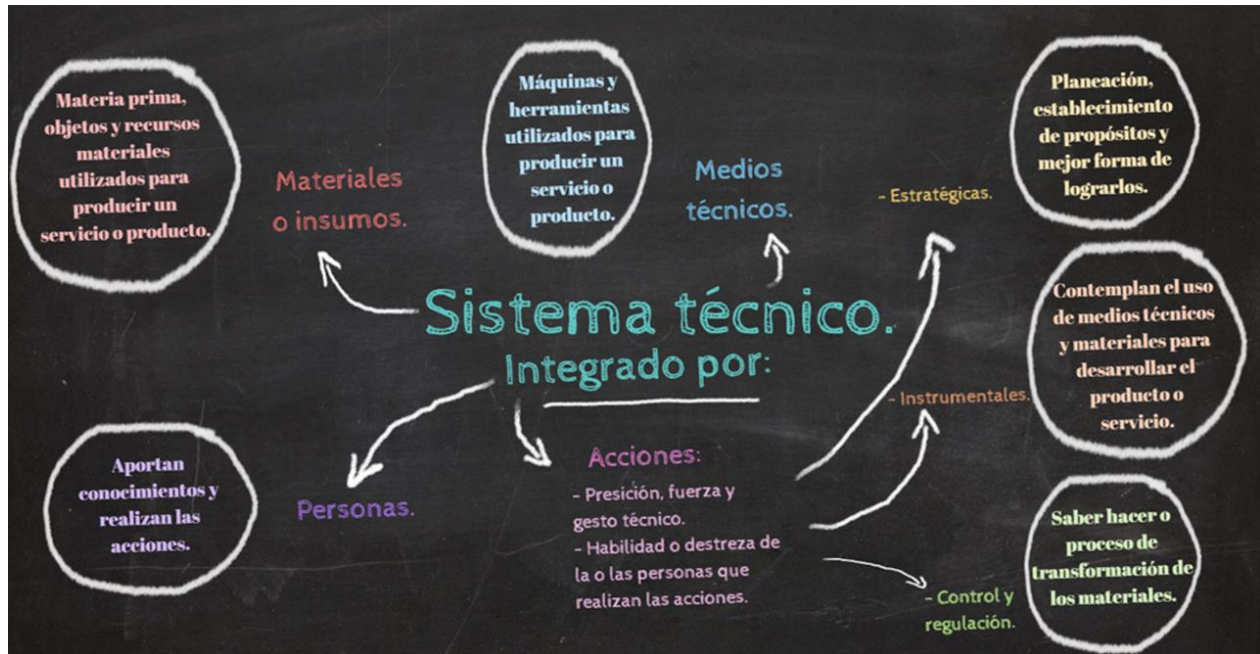 Materia prima,
objetos y recursos
materiales
utilizados para
producir un
servicio o producto.
Materiales
o insumos.
Máquinas y
herramientas
utilizados para
producir un
servicio o
producto.
Medios
técnicos.
- Estratégicas.
Planeación,
establecimiento
de propósitos y
mejor forma de
lograrlos.
Sistema técnico.
Integrado por:
Contemplan el uso
de medios técnicos
y materiales para
desarrollar el
producto o
servicio.
- Instrumentales.
Aportan
conocimientos y
realizan las
acciones.
Personas.
Acciones:
- Presición, fuerza y
gesto técnico.
- Habilidad o destreza de
la o las personas que
realizan las acciones.
- Control y
regulación.
Saber hacer o
proceso de
transformación de
los materiales.